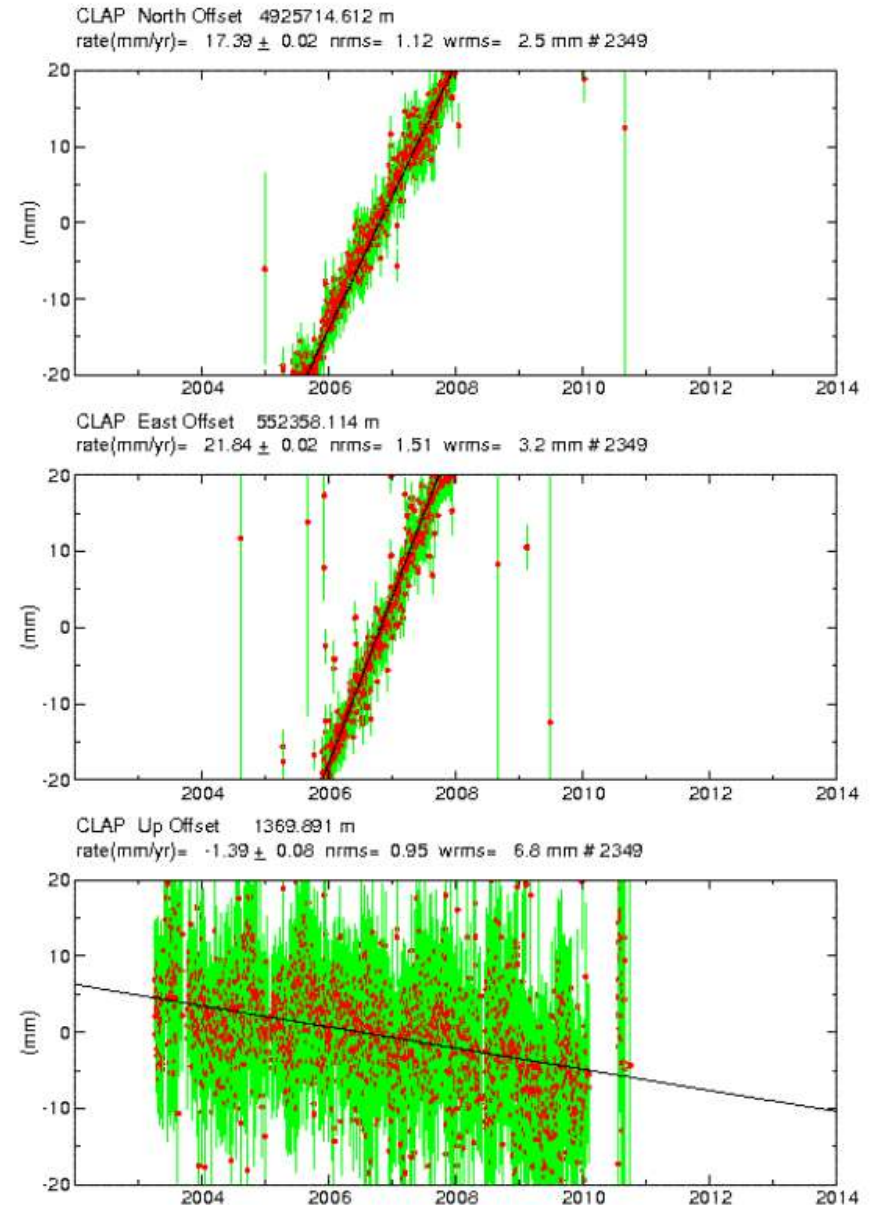 CLAP North Offset 4925714.612 m
rate(mm/yr)= 17.39 ± 0.02 nrms= 1.12 wrms= 2.5 mm # 2349
20
10
0
-10
-20
(mm)
2004 2006 2008 2010 2012 2014
CLAP East Offset 552358.114 m
rate(mm/yr)= 21.84 ± 0.02 nrms= 1.51 wrms= 3.2 mm # 2349
20
10
0
-10
-20
(mm)
2004 2006 2008 2010 2012 2014
CLAP Up Offset 1369.891 m
rate(mm/yr)= -1.39 ± 0.08 nrms= 0.95 wrms= 6.8 mm # 2349
20
10
0
-10
-20
(mm)
2004 2006 2008 2010 2012 2014